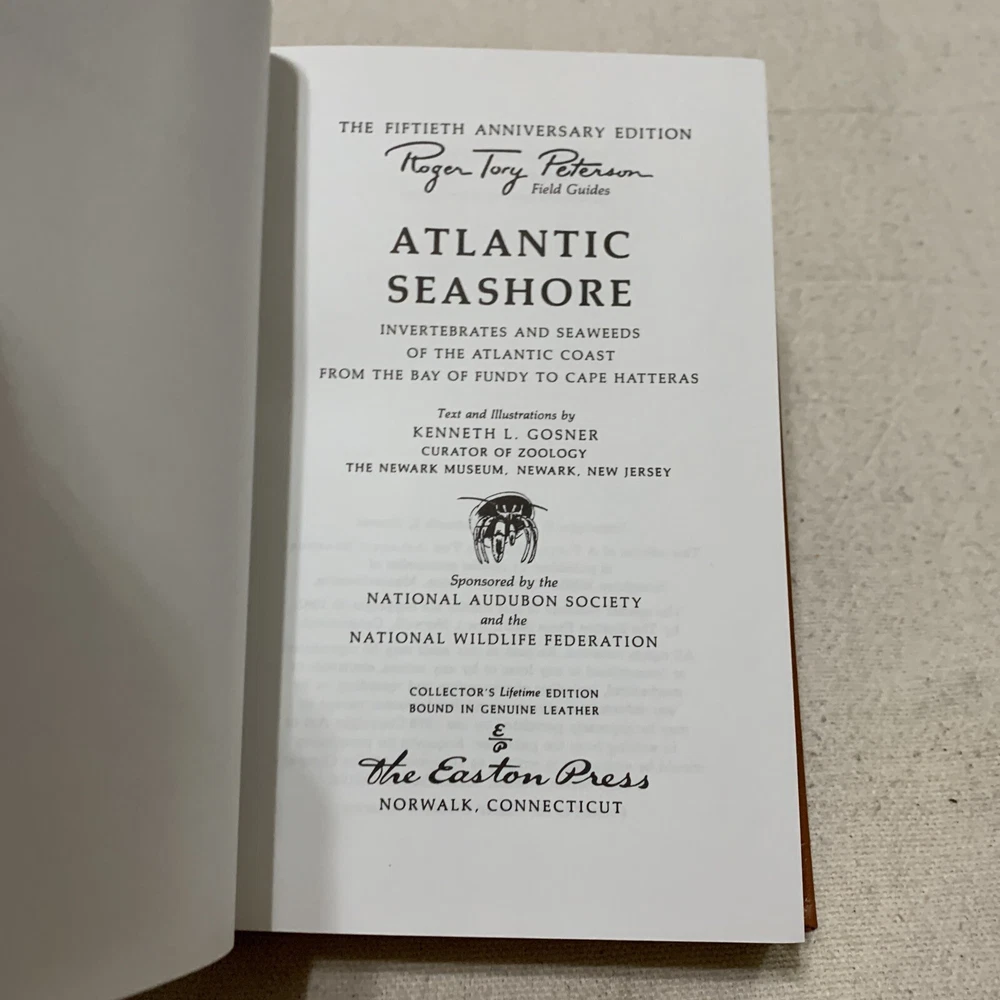 THE FIFTIETH ANNIVERSARY EDITION
Roger Tory Peterson
Field Guides
ATLANTIC
SEASHORE
INVERTEBRATES AND SEAWEEDS
OF THE ATLANTIC COAST
FROM THE BAY OF FUNDY TO CAPE HATTERAS
Text and Illustrations by
KENNETH L. GOSNER
CURATOR OF ZOOLOGY
THE NEWARK MUSEUM, NEWARK, NEW JERSEY
Sponsored by the
NATIONAL AUDUBON SOCIETY
and the
NATIONAL WILDLIFE FEDERATION
COLLECTOR'S Lifetime EDITION
BOUND IN GENUINE LEATHER
E
P
The Easton Press
NORWALK, CONNECTICUT